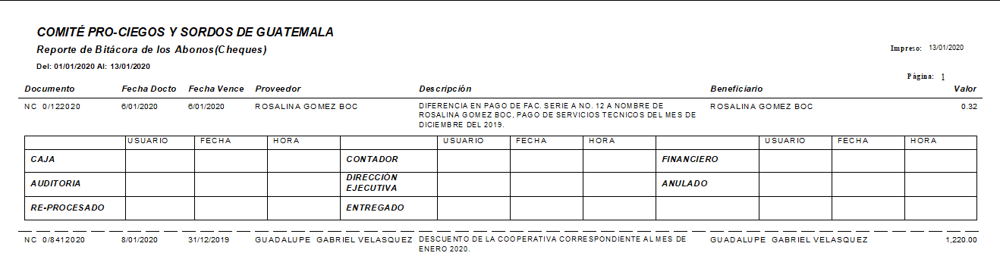 COMITÉ PRO-CIEGOS Y SORDOS DE GUATEMALA
Reporte de Bitácora de los Abonos(Cheques)
Impreso: 13/01/2020
Del: 01/01/2020 Al: 13/01/2020
Página: 1
Documento Fecha Docto Fecha Vence Proveedor Descripción Beneficiario Valor
NC 0/122020 6/01/2020 6/01/2020 ROSALINA GOMEZ BOC DIFERENCIA EN PAGO DE FAC. SERIE A NO. 12 A NOMBRE DE ROSALINA GOMEZ BOC 0.32
ROSALINA GOMEZ BOC, PAGO DE SERVICIOS TECNICOS DEL MES DE
DICIEMBRE DEL 2019.
USUARIO FECHA HORA USUARIO FECHA HORA USUARIO FECHA HORA
CAJA CONTADOR FINANCIERO
AUDITORIA DIRECCIÓN EJECUTIVA ANULADO
RE-PROCESADO ENTREGADO
NC 0/8412020 8/01/2020 31/12/2019 GUADALUPE GABRIEL VELASQUEZ DESCUENTO DE LA COOPERATIVA CORRESPONDIENTE AL MES DE GUADALUPE GABRIEL VELASQUEZ 1,220.00
ENERO 2020.